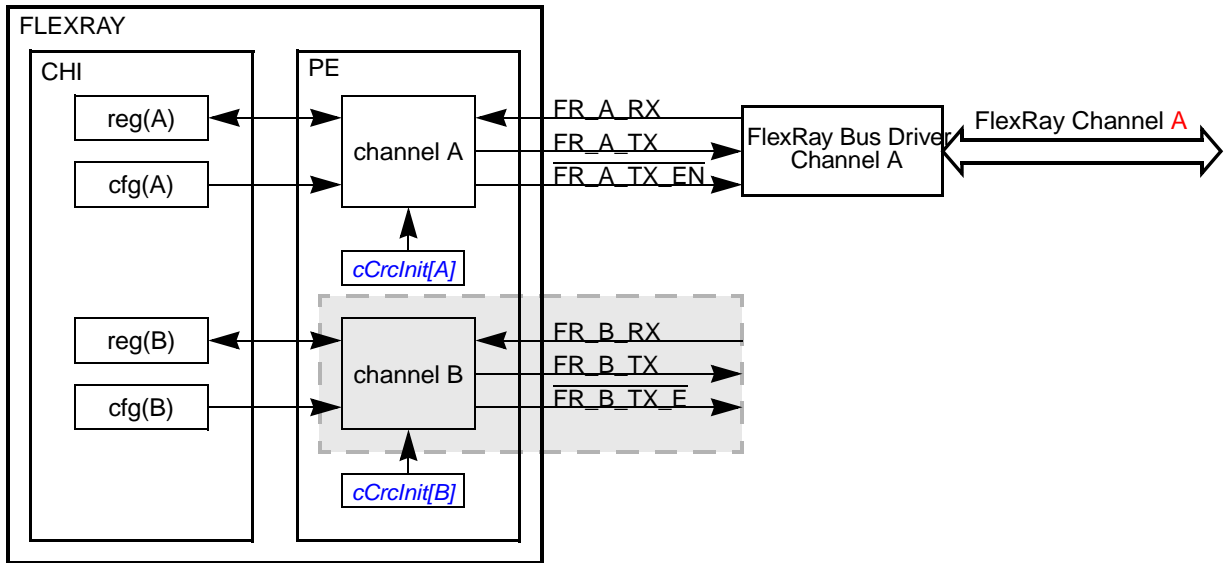 FLEXRAY
CHI
PE
reg(A)
cfg(A)
channel A
cCrcInit[A]
FR_A_RX
FR_A_TX
FR_A_TX_EN
FlexRay Bus Driver
Channel A
FlexRay Channel A
reg(B)
cfg(B)
channel B
cCrcInit[B]
FR_B_RX
FR_B_TX
FR_B_TX_E